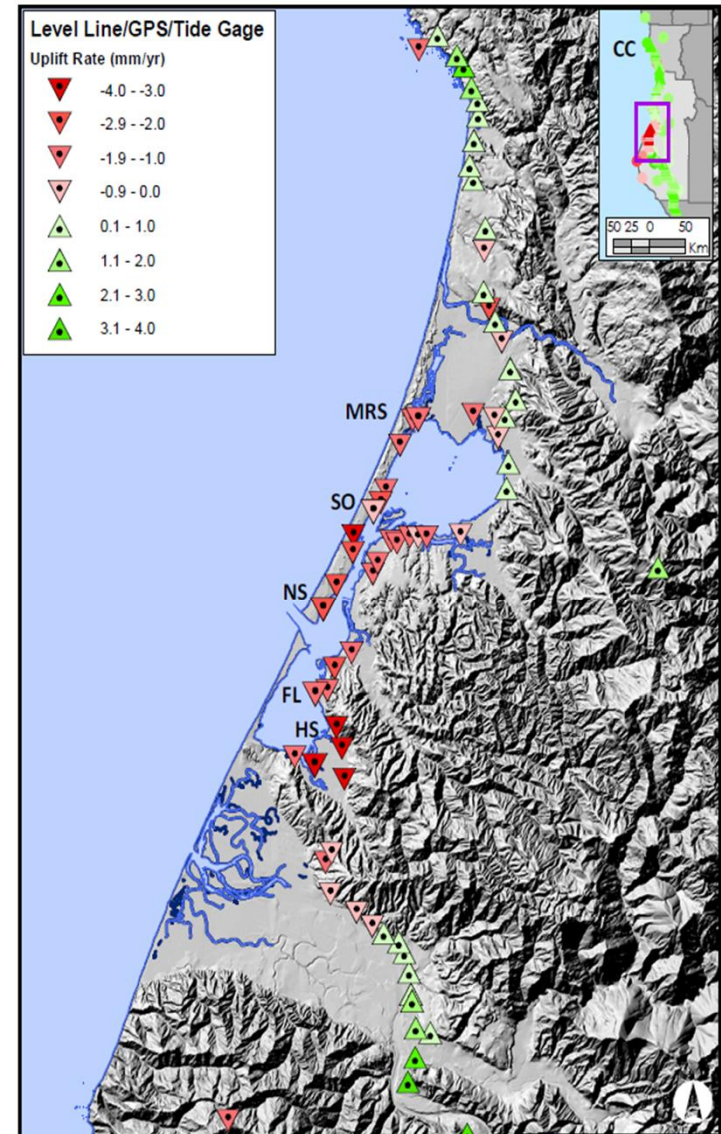 Level Line/GPS/Tide Gage
Uplift Rate (mm/yr)
-4.0 - -3.0
-2.9 - -2.0
-1.9 - -1.0
-0.9 - 0.0
0.1 - 1.0
1.1 - 2.0
2.1 - 3.0
3.1 - 4.0
CC
50 25 0 50
Km
MRS
SO
NS
FL
HS